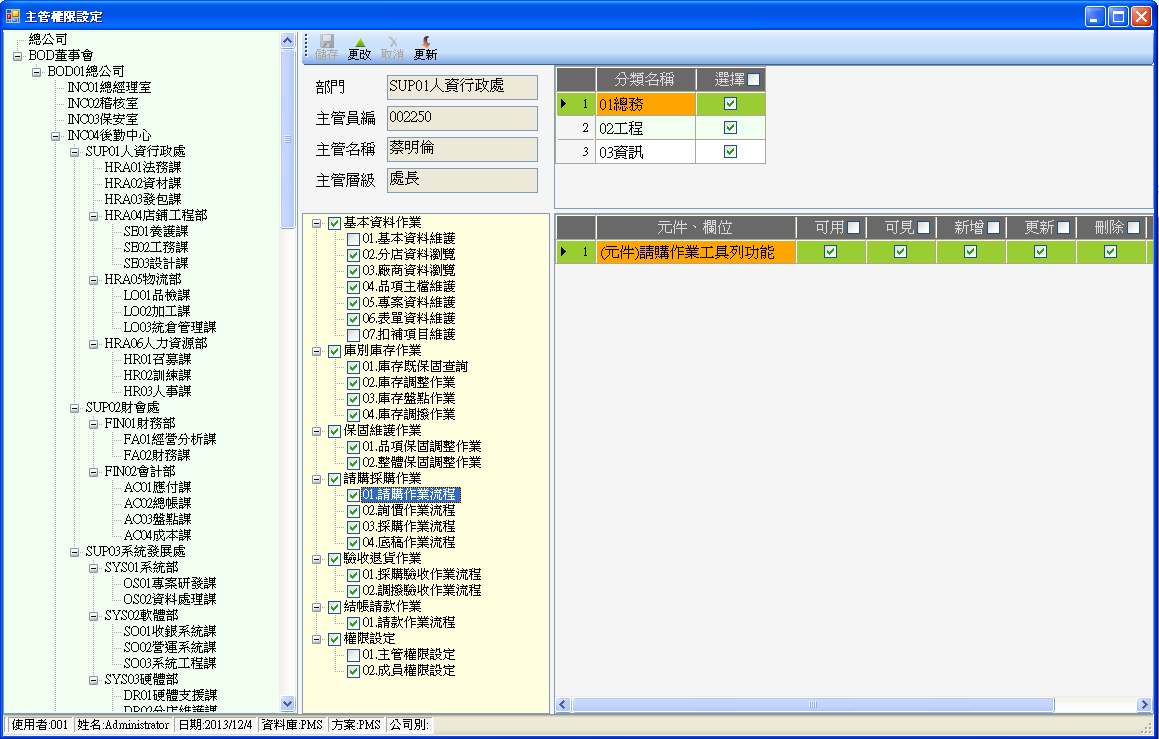 主管權限設定
儲存 更改 取消 更新
總公司
BOD董事會
BOD01總公司
INC01總經理室
INC02稽核室
INC03保安室
INC04後勤中心
SUP01人資行政處
HRA01法務課
HRA02資材課
HRA03發包課
HRA04店鋪工程部
SE01養護課
SE02工務課
SE03設計課
HRA05物流部
LO01品檢課
LO02加工課
LO03統倉管理課
HRA06人力資源部
HR01召募課
HR02訓練課
HR03人事課
SUP02財會處
FIN01財務部
FA01經營分析課
FA02財務課
FIN02會計部
AC01應付課
AC02總帳課
AC03盤點課
AC04成本課
SUP03系統發展處
SYS01系統部
OS01專案研發課
OS02資料處理課
SYS02軟體部
SO01收銀系統課
SO02營運系統課
SO03系統工程課
SYS03硬體部
DR01硬體支援課
DR02分店維護課
部門 SUP01人資行政處
主管員編 002250
主管名稱 蔡明倫
主管層級 處長
基本資料作業
01.基本資料維護
02.分店資料瀏覽
03.廠商資料瀏覽
04.品項主檔維護
05.專案資料維護
06.表單資料維護
07.扣補項目維護
庫別庫存作業
01.庫存既保固查詢
02.庫存調整作業
03.庫存盤點作業
04.庫存調撥作業
保固維護作業
01.品項保固調整作業
02.整體保固調整作業
請購採購作業
01.請購作業流程
02.詢價作業流程
03.採購作業流程
04.底稿作業流程
驗收退貨作業
01.採購驗收作業流程
02.調撥驗收作業流程
結帳請款作業
01.請款作業流程
權限設定
01.主管權限設定
02.成員權限設定
分類名稱 選擇
1 01總務
2 02工程
3 03資訊
元件、欄位 可用 可見 新增 更新 刪除
1 (元件)請購作業工具列功能
使用者:001 姓名:Administrator 日期:2013/12/4 資料庫:PMS 方案:PMS 公司別: